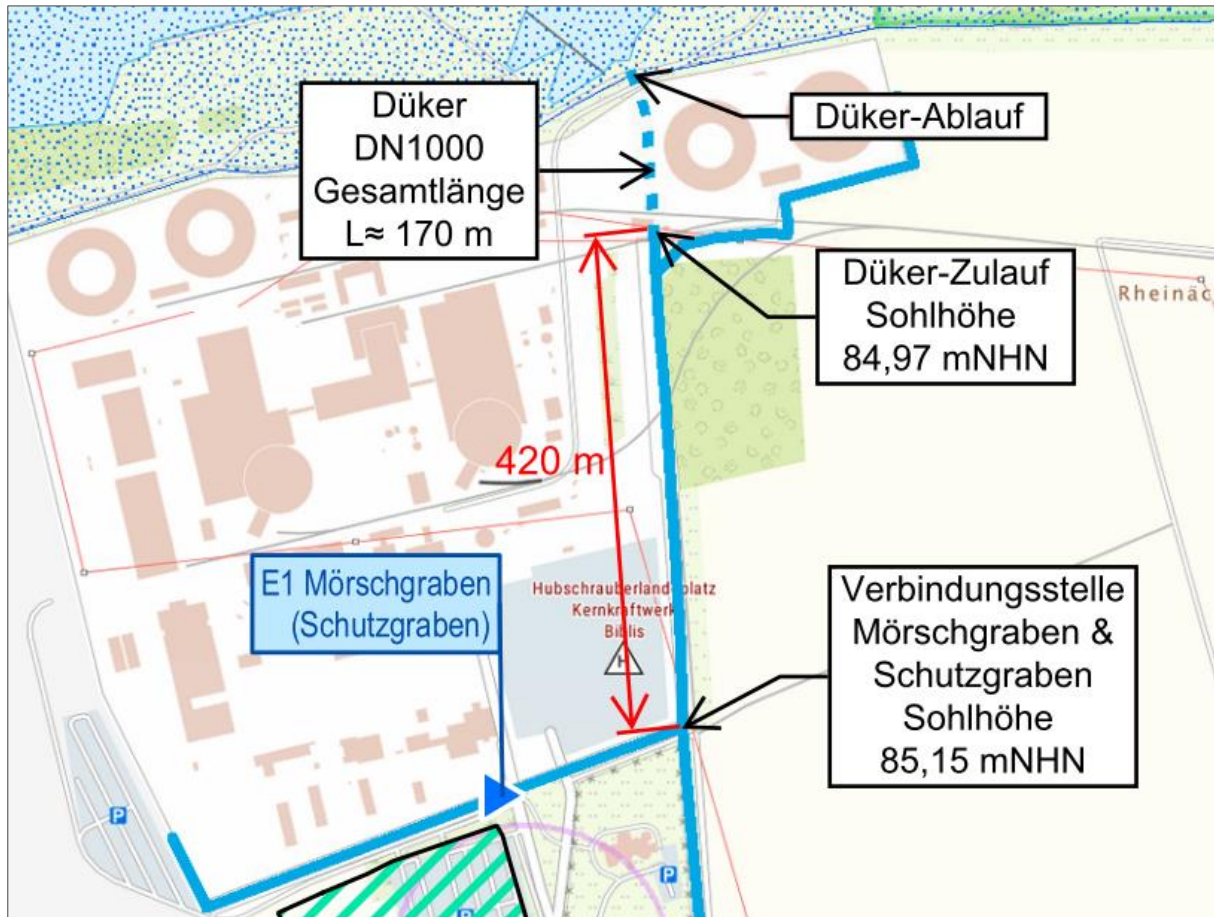 Düker
DN1000
Gesamtlänge
L≈ 170 m
Düker-Ablauf
Düker-Zulauf
Sohlhöhe
84,97 mNHN
Rheinäc
420 m
E1 Mörschgraben
(Schutzgraben)
Hubschrauberlandeplatz
Kernkraftwerk
Biblis
H
Verbindungsstelle
Mörschgraben &
Schutzgraben
Sohlhöhe
85,15 mNHN
P
P
P